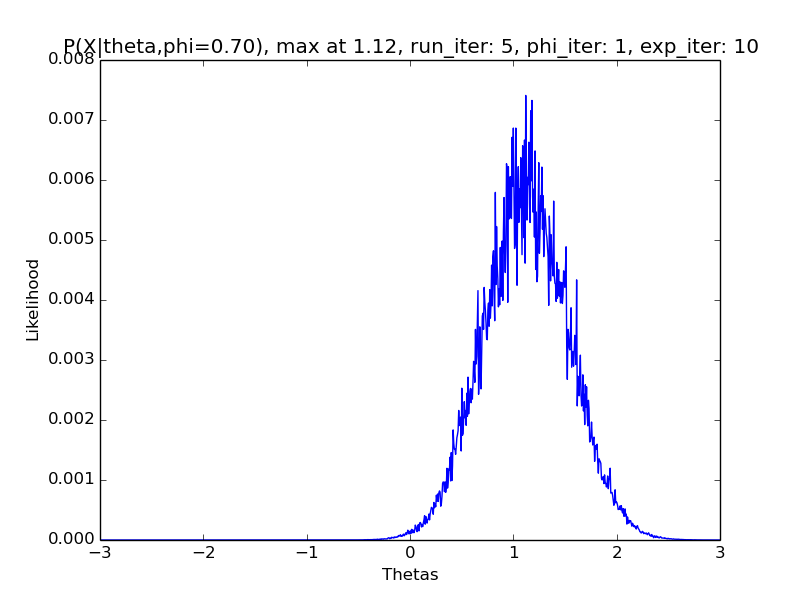 P(X|theta,phi=0.70), max at 1.12, run_iter: 5, phi_iter: 1, exp_iter: 10
0.008
0.007
0.006
0.005
0.004
0.003
0.002
0.001
0.000
Likelihood
−3 −2 −1 0 1 2 3
Thetas